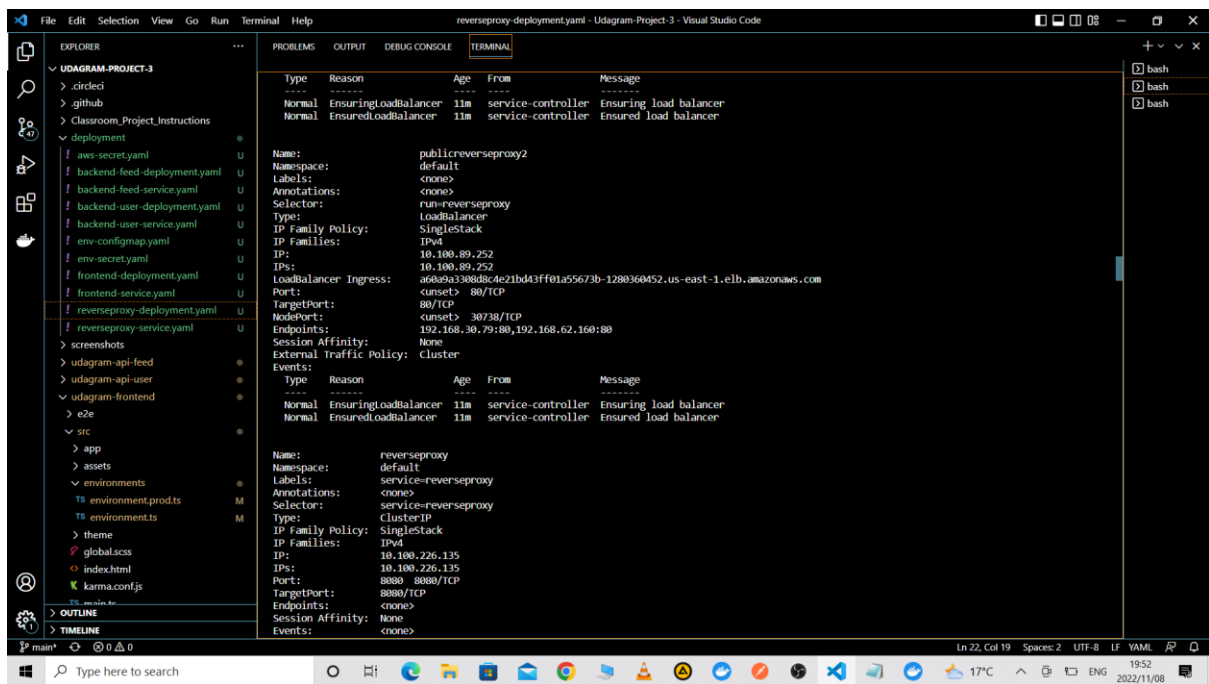 File Edit Selection View Go Run Terminal Help
reverseproxy-deployment.yaml - Udagram-Project-3 - Visual Studio Code
EXPLORER
UDAGRAM-PROJECT-3
.circleci
.github
Classroom_Project_Instructions
deployment
! aws-secret.yaml U
! backend-feed-deployment.yaml U
! backend-feed-service.yaml U
! backend-user-deployment.yaml U
! backend-user-service.yaml U
! env-configmap.yaml U
! env-secret.yaml U
! frontend-deployment.yaml U
! frontend-service.yaml U
! reverseproxy-deployment.yaml U
! reverseproxy-service.yaml U
screenshots
udagram-api-feed
udagram-api-user
udagram-frontend
e2e
src
app
assets
environments
TS environment.prod.ts M
TS environment.ts M
theme
global.scss
index.html
karma.conf.js
TS main.ts
OUTLINE
TIMELINE
47
1
PROBLEMS OUTPUT DEBUG CONSOLE TERMINAL
Type Reason Age From Message
---- ------ ---- ---- -------
Normal EnsuringLoadBalancer 11m service-controller Ensuring load balancer
Normal EnsuredLoadBalancer 11m service-controller Ensured load balancer
Name: publicreverseproxy2
Namespace: default
Labels: <none>
Annotations: <none>
Selector: run=reverseproxy
Type: LoadBalancer
IP Family Policy: SingleStack
IP Families: IPv4
IP: 10.100.89.252
IPs: 10.100.89.252
LoadBalancer Ingress: a60a9a3308d8c4e21bd43ff01a55673b-1280360452.us-east-1.elb.amazonaws.com
Port: <unset> 80/TCP
TargetPort: 80/TCP
NodePort: <unset> 30738/TCP
Endpoints: 192.168.30.79:80,192.168.62.160:80
Session Affinity: None
External Traffic Policy: Cluster
Events:
Type Reason Age From Message
---- ------ ---- ---- -------
Normal EnsuringLoadBalancer 11m service-controller Ensuring load balancer
Normal EnsuredLoadBalancer 11m service-controller Ensured load balancer
Name: reverseproxy
Namespace: default
Labels: service=reverseproxy
Annotations: <none>
Selector: service=reverseproxy
Type: ClusterIP
IP Family Policy: SingleStack
IP Families: IPv4
IP: 10.100.226.135
IPs: 10.100.226.135
Port: 8080 8080/TCP
TargetPort: 8080/TCP
Endpoints: <none>
Session Affinity: None
Events: <none>
bash
bash
bash
main* 0 0 Ln 22, Col 19 Spaces: 2 UTF-8 LF YAML
Type here to search
17°C ENG 19:52
2022/11/08